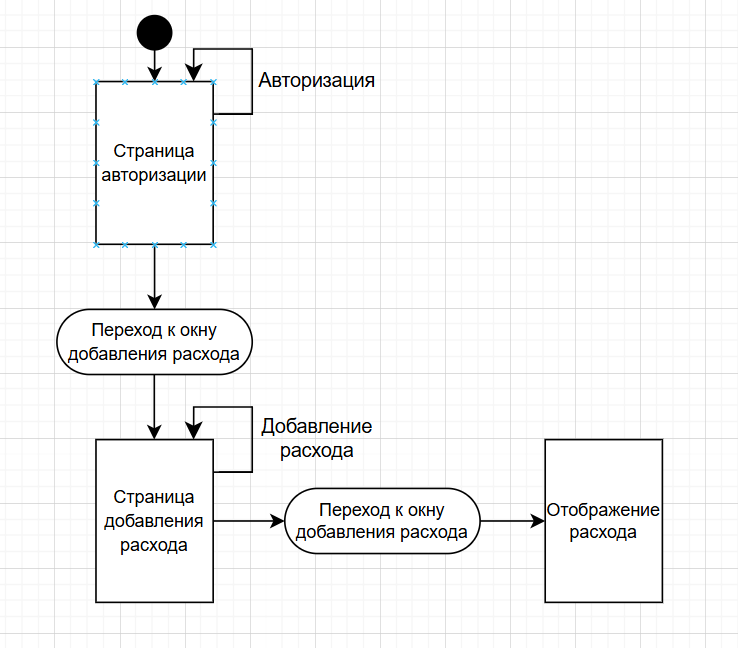 Авторизация
Страница
авторизации
Переход к окну
добавления расхода
Добавление
расхода
Страница
добавления
расхода
Переход к окну
добавления расхода
Отображение
расхода